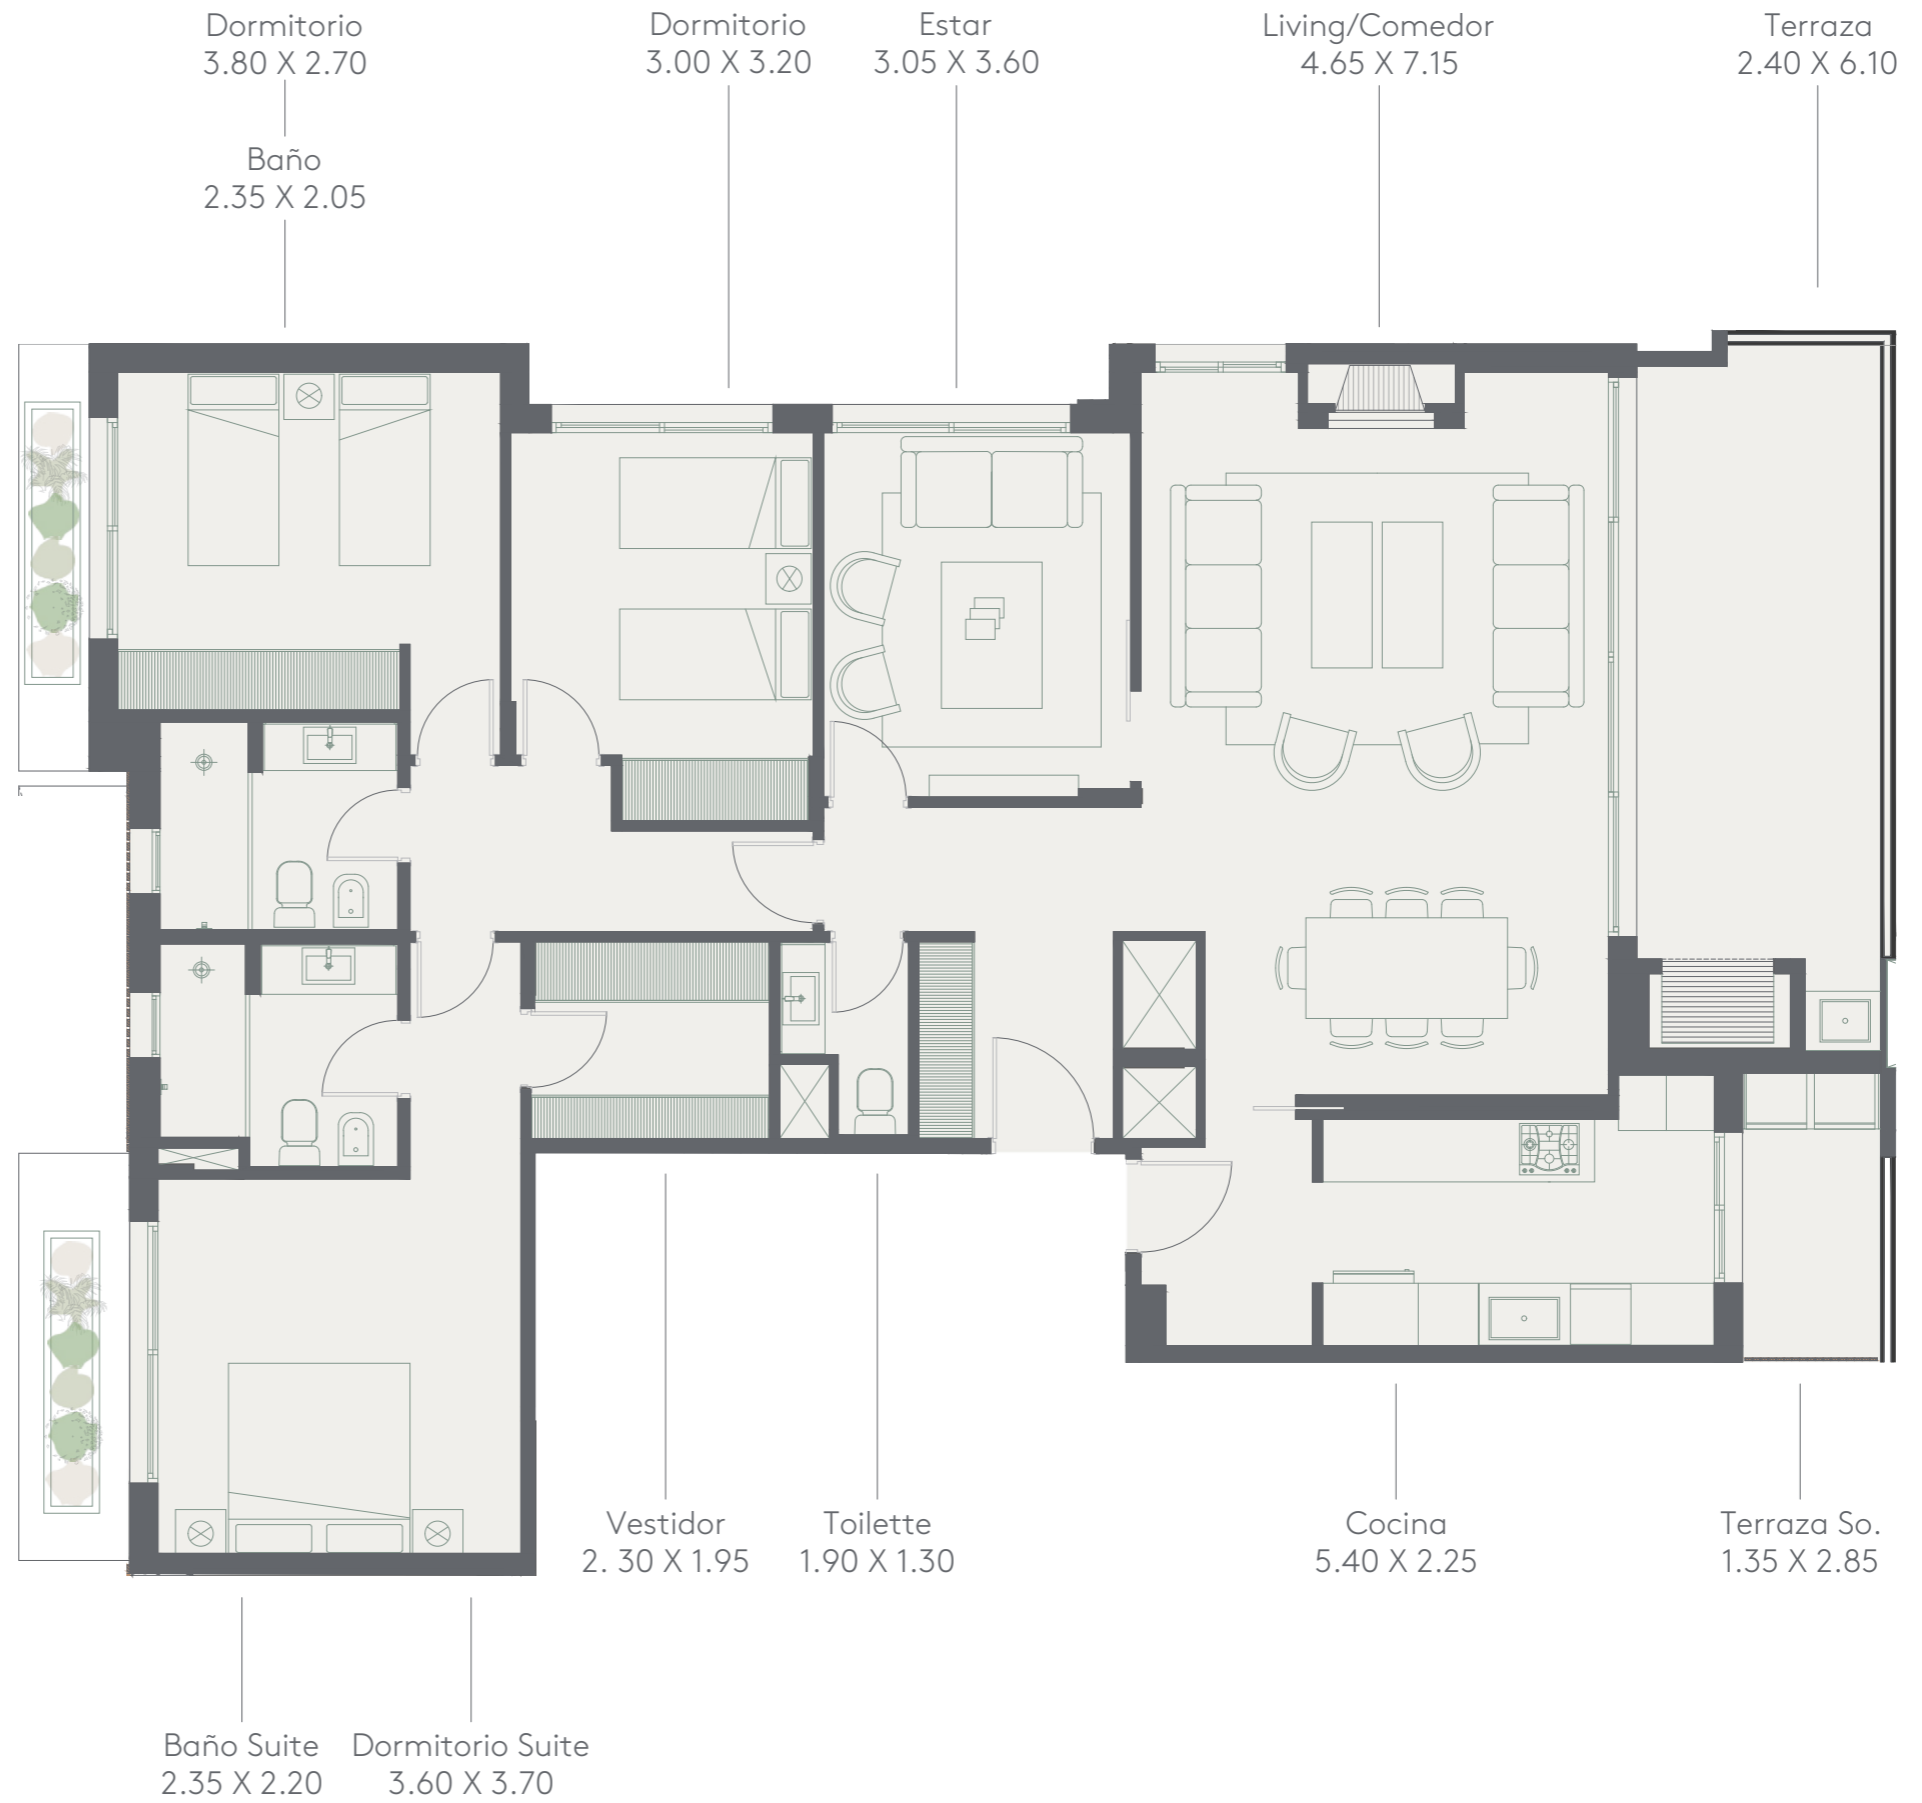 Dormitorio
3.80 X 2.70
Baño
2.35 X 2.05
Dormitorio
3.00 X 3.20
Estar
3.05 X 3.60
Living/Comedor
4.65 X 7.15
Terraza
2.40 X 6.10
Vestidor
2. 30 X 1.95
Toilette
1.90 X 1.30
Cocina
5.40 X 2.25
Terraza So.
1.35 X 2.85
Baño Suite
2.35 X 2.20
Dormitorio Suite
3.60 X 3.70